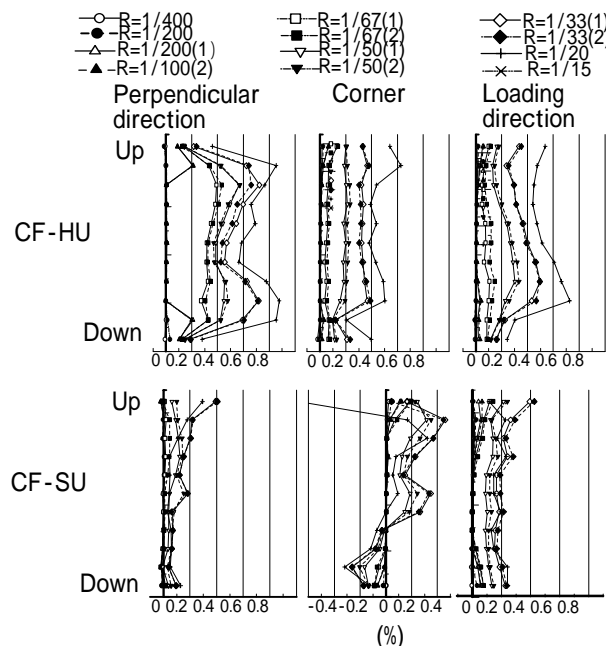 R=1/400 R=1/67(1) R=1/33(1)
R=1/200 R=1/67(2) R=1/33(2)
R=1/200(1) R=1/50(1) R=1/20
R=1/100(2) R=1/50(2) R=1/15
Perpendicular direction Corner Loading direction
Up
CF-HU
Down
0 0.2 0.4 0.6 0.8 0 0.2 0.4 0.6 0.8 0 0.2 0.4 0.6 0.8
Up
CF-SU
Down
0 0.2 0.4 0.6 0.8 -0.4 -0.2 0 0.2 0.4 0 0.2 0.4 0.6 0.8
(%)